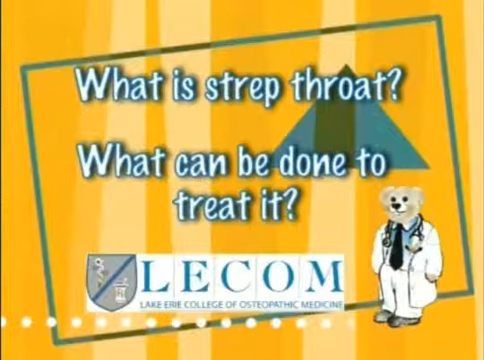 What is strep throat?
What can be done to
treat it?
LECOM
LAKE ERIE COLLEGE OF OSTEOPATHIC MEDICINE